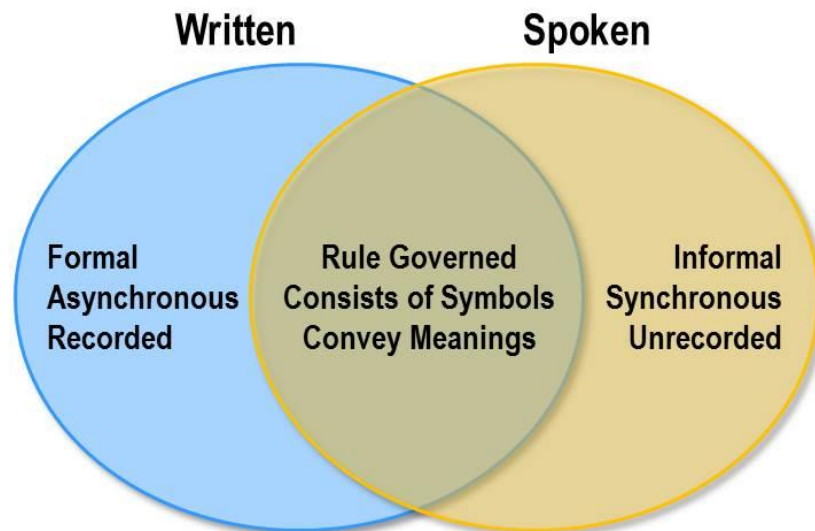 Written
Spoken
Formal
Asynchronous
Recorded
Rule Governed
Consists of Symbols
Convey Meanings
Informal
Synchronous
Unrecorded